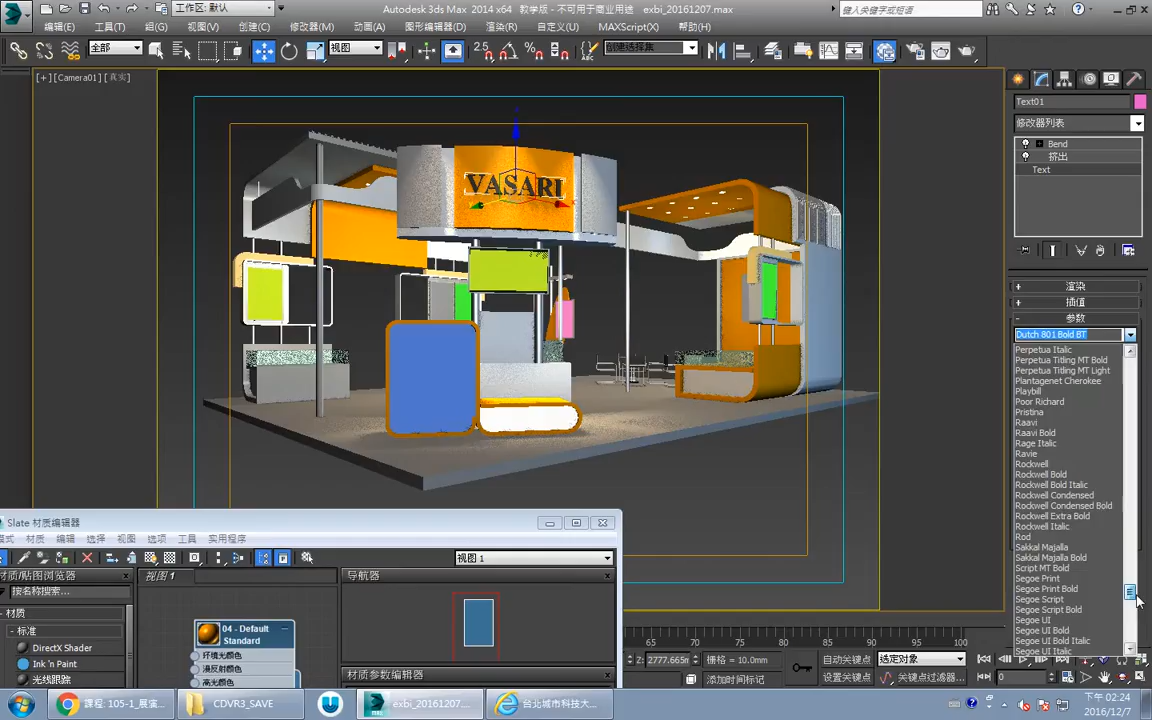 工作区: 默认
Autodesk 3ds Max 2014 x64
教学版 - 不可用于商业用途
exbi_20161207.max
键入关键字或短语
编辑(E)
工具(T)
组(G)
视图(V)
创建(C)
修改器(M)
动画(A)
图形编辑器(D)
渲染(R)
自定义(U)
MAXScript(X)
帮助(H)
全部
视图
2.5
创建选择集
[+] [Camera01] [真实]
VASARI
Text01
修改器列表
Bend
挤出
Text
渲染
插值
参数
Dutch 801 Bold BT
Perpetua Italic
Perpetua Titling MT Bold
Perpetua Titling MT Light
Plantagenet Cherokee
Playbill
Poor Richard
Pristina
Raavi
Raavi Bold
Rage Italic
Ravie
Rockwell
Rockwell Bold
Rockwell Bold Italic
Rockwell Condensed
Rockwell Condensed Bold
Rockwell Extra Bold
Rockwell Italic
Rod
Sakkal Majalla
Sakkal Majalla Bold
Script MT Bold
Segoe Print
Segoe Print Bold
Segoe Script
Segoe Script Bold
Segoe UI
Segoe UI Bold
Segoe UI Bold Italic
Segoe UI Italic
Slate 材质编辑器
模式
材质
编辑
选择
视图
选项
工具
实用程序
视图 1
材质/贴图浏览器
视图 1
导航器
按名称搜索...
- 材质
- 标准
DirectX Shader
Ink 'n Paint
光线跟踪
04 - Default
Standard
环境光颜色
漫反射颜色
高光颜色
材质参数编辑器
65 70 75 80 85 90 95 100
Z: 2777.665m
栅格 = 10.0mm
添加时间标记
自动关键点
选定对象
设置关键点
关键点过滤器...
0
課程: 105-1_展演...
CDVR3_SAVE
exbi_20161207....
台北城市科技大...
下午 02:24
2016/12/7